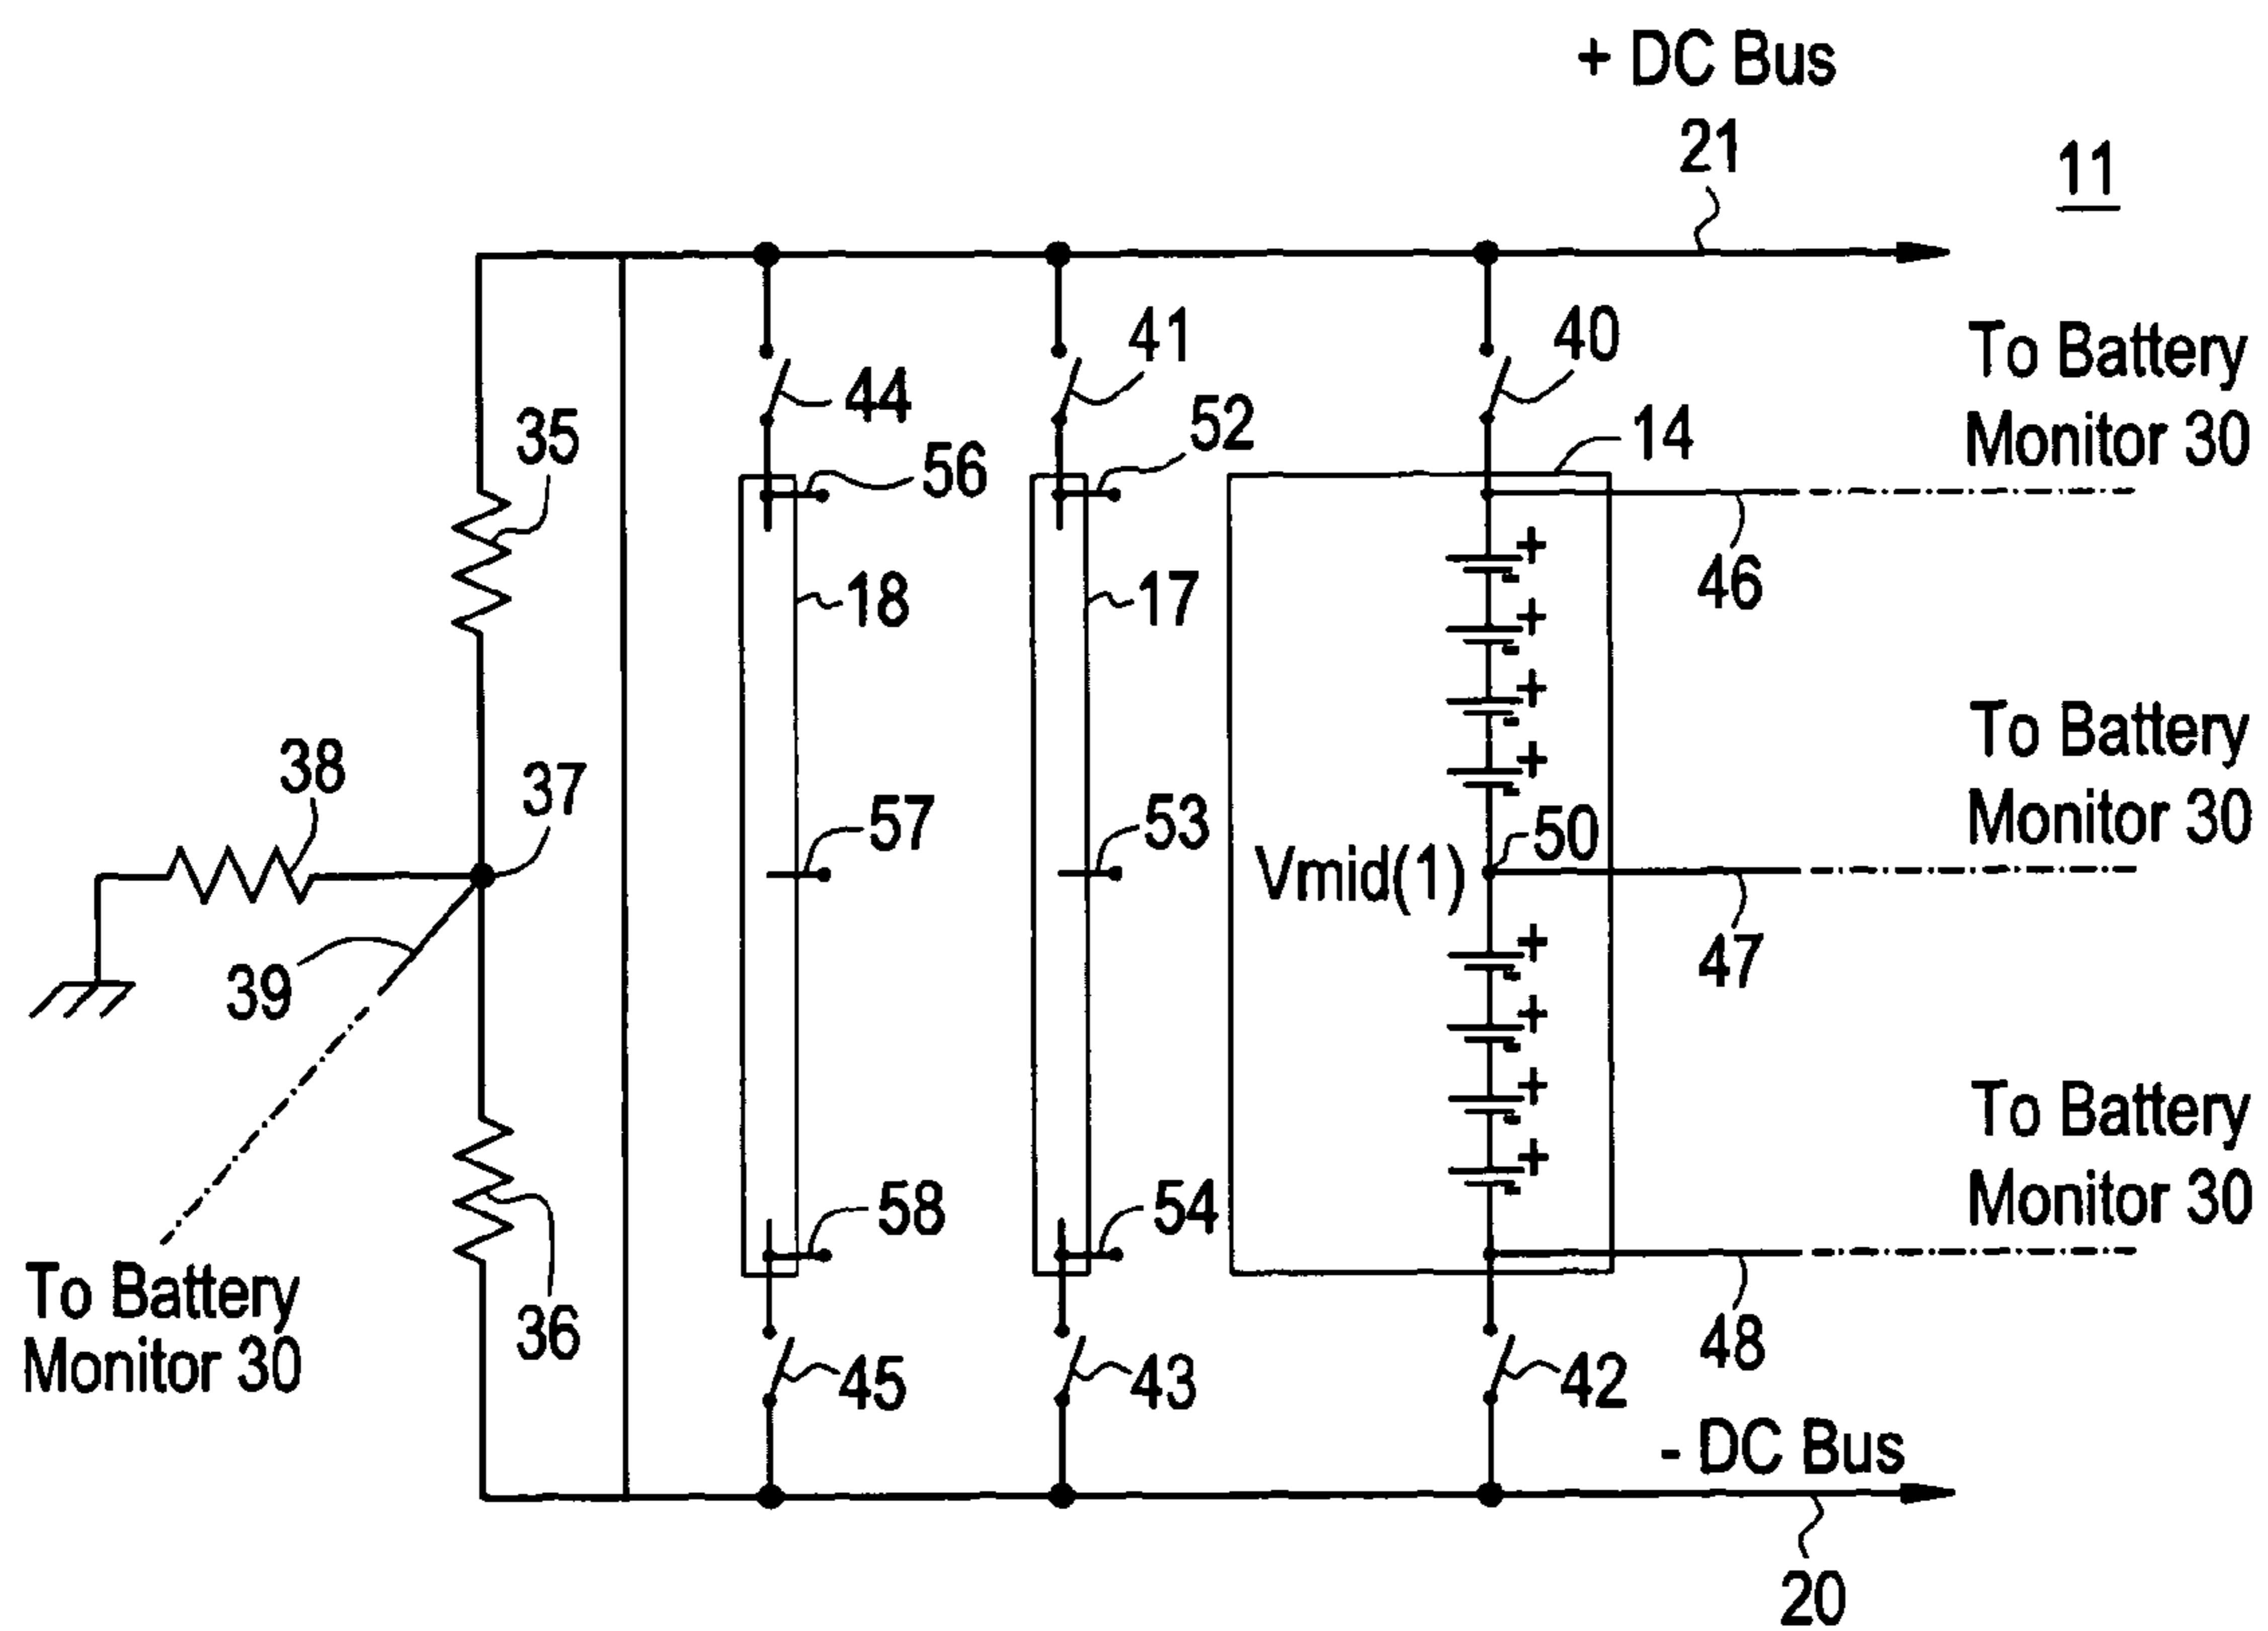 + DC Bus
21
11
41
40
To Battery
Monitor 30
44
52
14
35
56
46
18
17
38
37
57
53
50
Vmid(1)
To Battery
Monitor 30
47
39
To Battery
Monitor 30
58
54
To Battery
Monitor 30
36
45
43
42
48
- DC Bus
20